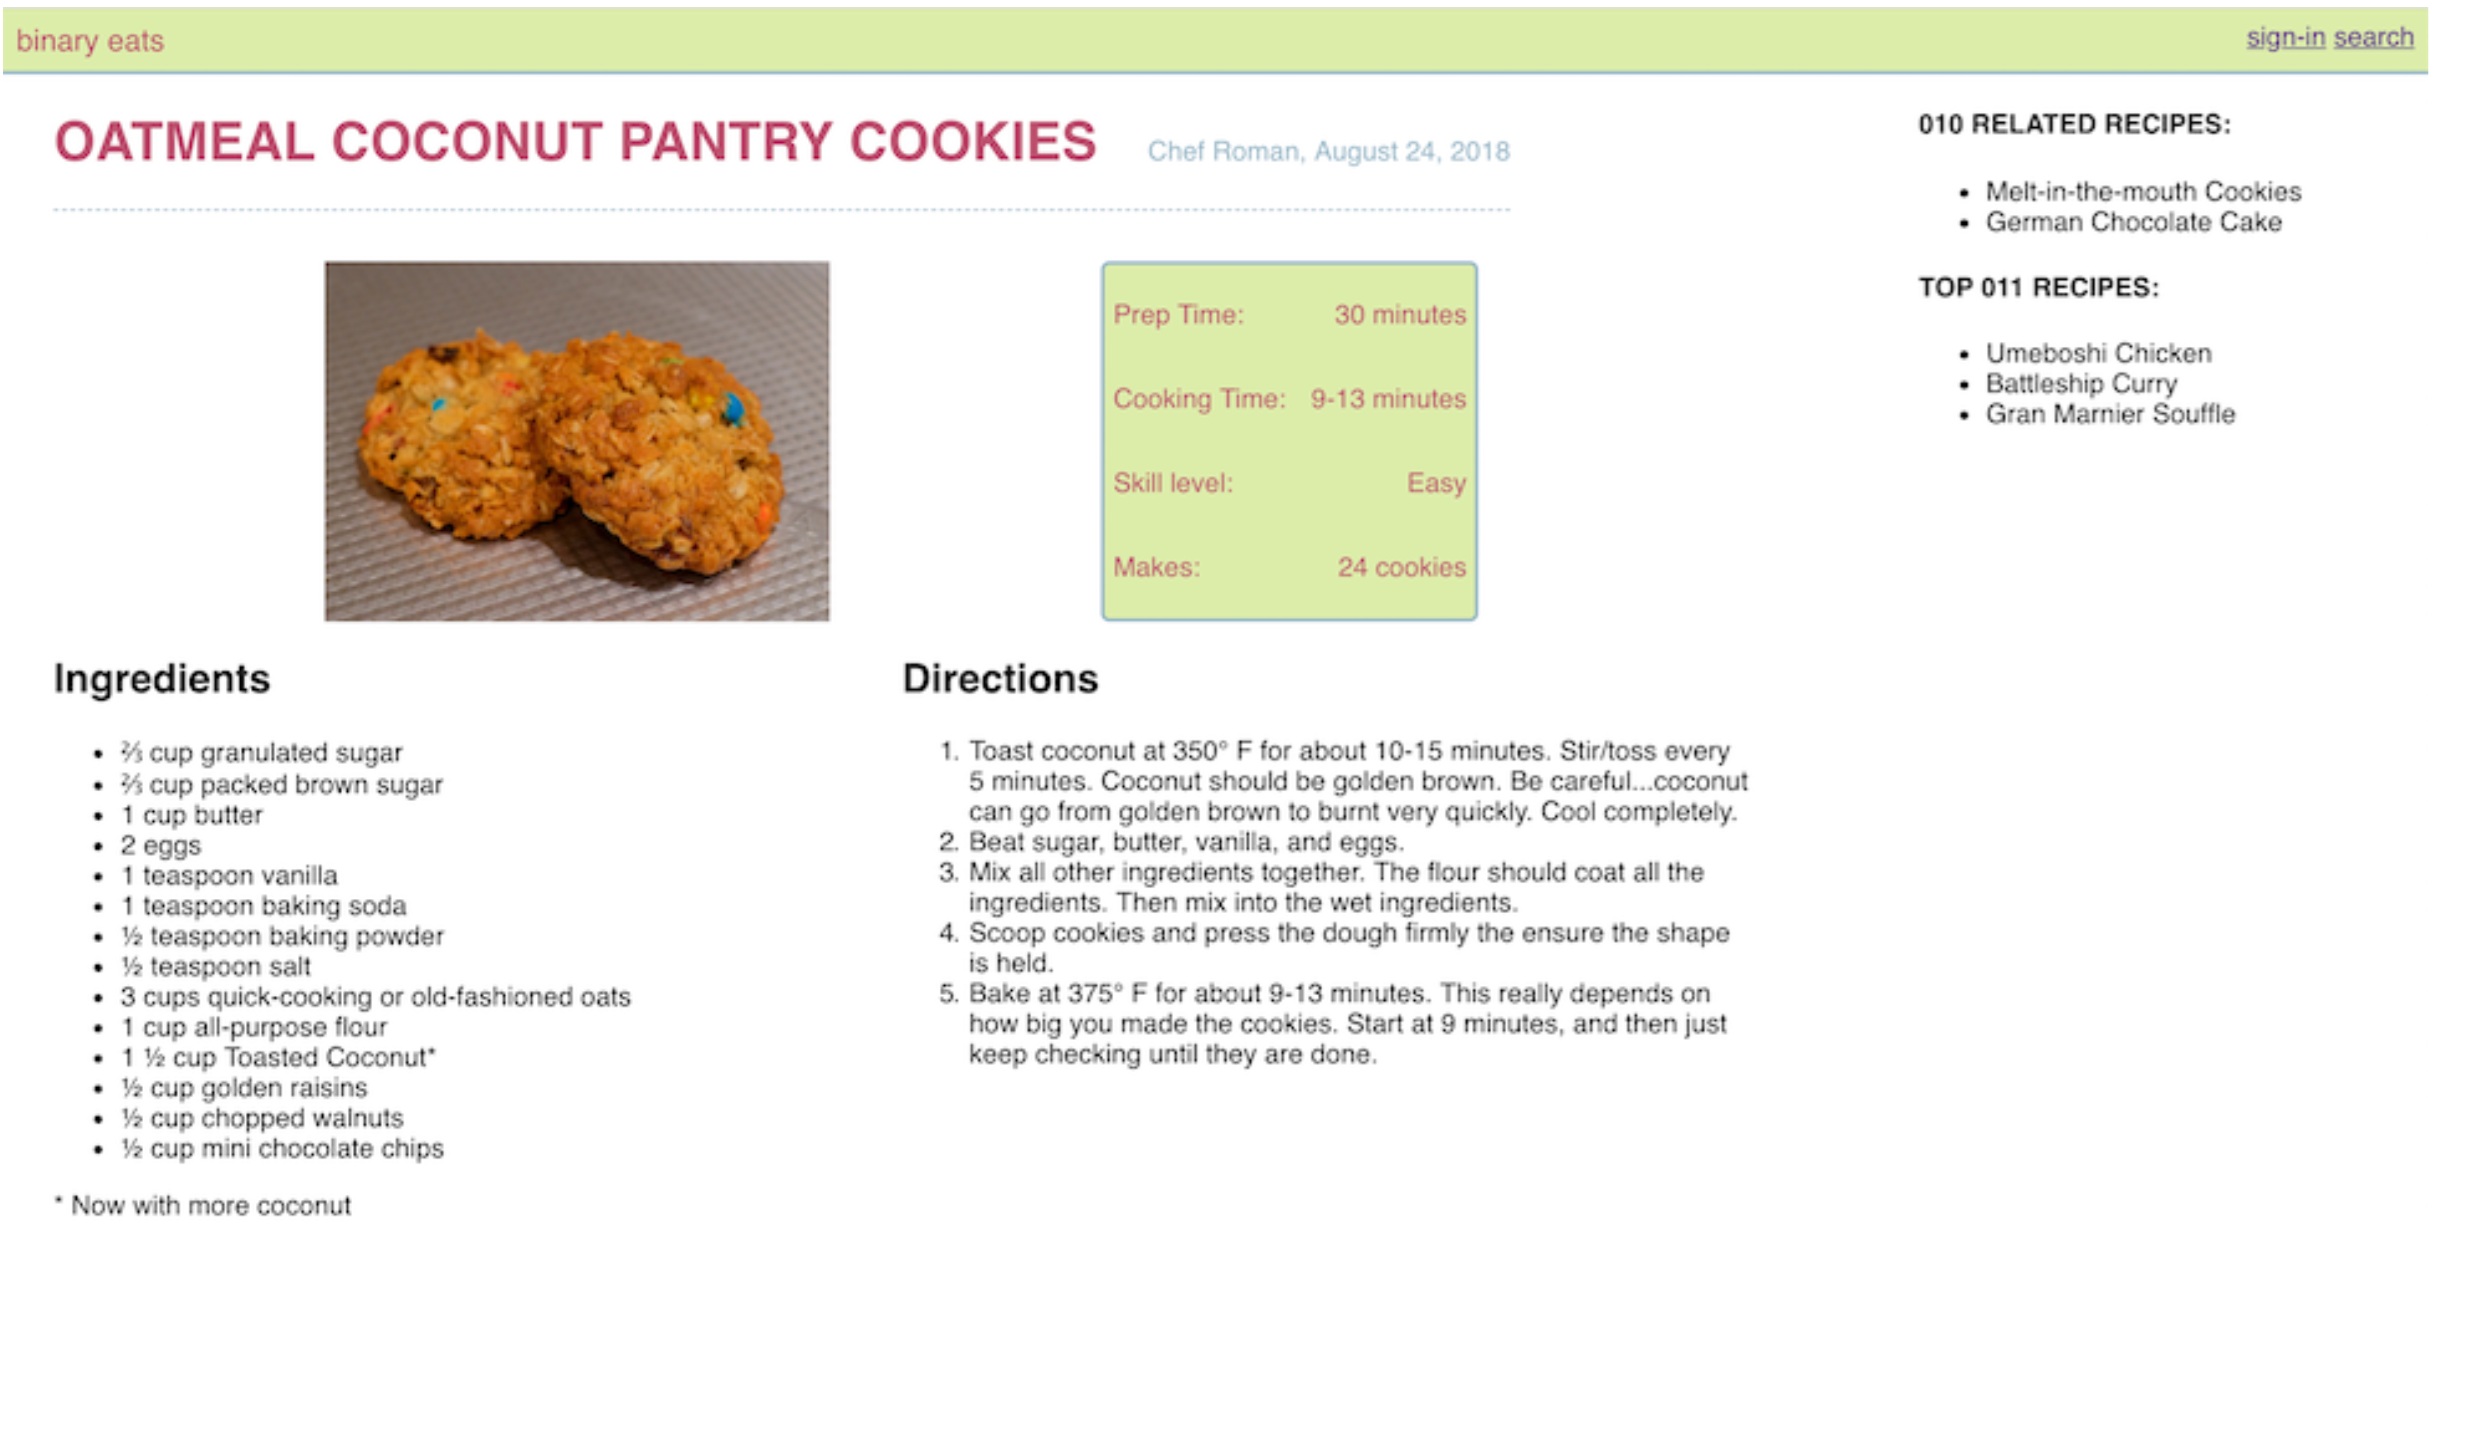 binary eats
sign-in search
OATMEAL COCONUT PANTRY COOKIES
Chef Roman, August 24, 2018
Prep Time: 30 minutes
Cooking Time: 9-13 minutes
Skill level: Easy
Makes: 24 cookies
Ingredients
• ⅔ cup granulated sugar
• ⅔ cup packed brown sugar
• 1 cup butter
• 2 eggs
• 1 teaspoon vanilla
• 1 teaspoon baking soda
• ½ teaspoon baking powder
• ½ teaspoon salt
• 3 cups quick-cooking or old-fashioned oats
• 1 cup all-purpose flour
• 1 ½ cup Toasted Coconut*
• ½ cup golden raisins
• ½ cup chopped walnuts
• ½ cup mini chocolate chips
* Now with more coconut
Directions
1. Toast coconut at 350° F for about 10-15 minutes. Stir/toss every
5 minutes. Coconut should be golden brown. Be careful...coconut
can go from golden brown to burnt very quickly. Cool completely.
2. Beat sugar, butter, vanilla, and eggs.
3. Mix all other ingredients together. The flour should coat all the
ingredients. Then mix into the wet ingredients.
4. Scoop cookies and press the dough firmly the ensure the shape
is held.
5. Bake at 375° F for about 9-13 minutes. This really depends on
how big you made the cookies. Start at 9 minutes, and then just
keep checking until they are done.
010 RELATED RECIPES:
• Melt-in-the-mouth Cookies
• German Chocolate Cake
TOP 011 RECIPES:
• Umeboshi Chicken
• Battleship Curry
• Gran Marnier Souffle